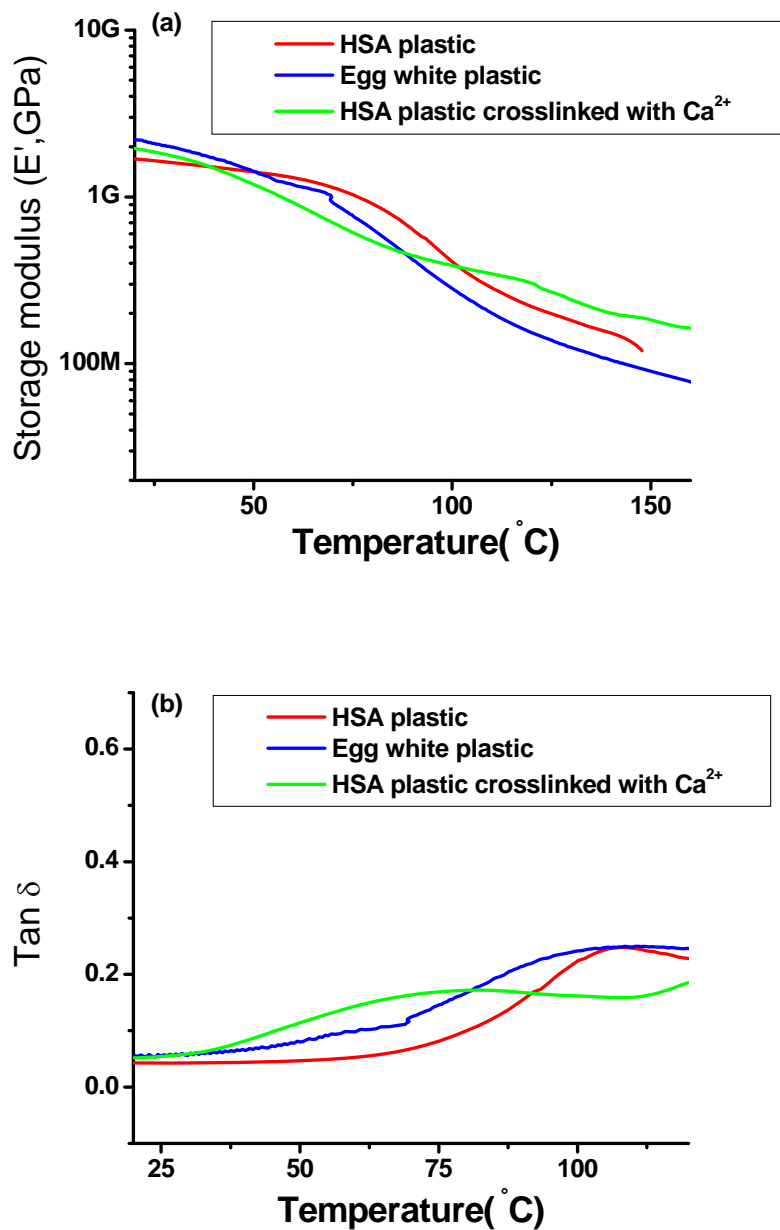 (a)
HSA plastic
Egg white plastic
HSA plastic crosslinked with Ca²⁺
10G
1G
100M
Storage modulus (E',GPa)
50 100 150
Temperature( °C)
(b)
HSA plastic
Egg white plastic
HSA plastic crosslinked with Ca²⁺
0.6
0.4
0.2
0.0
Tan δ
25 50 75 100
Temperature( °C)